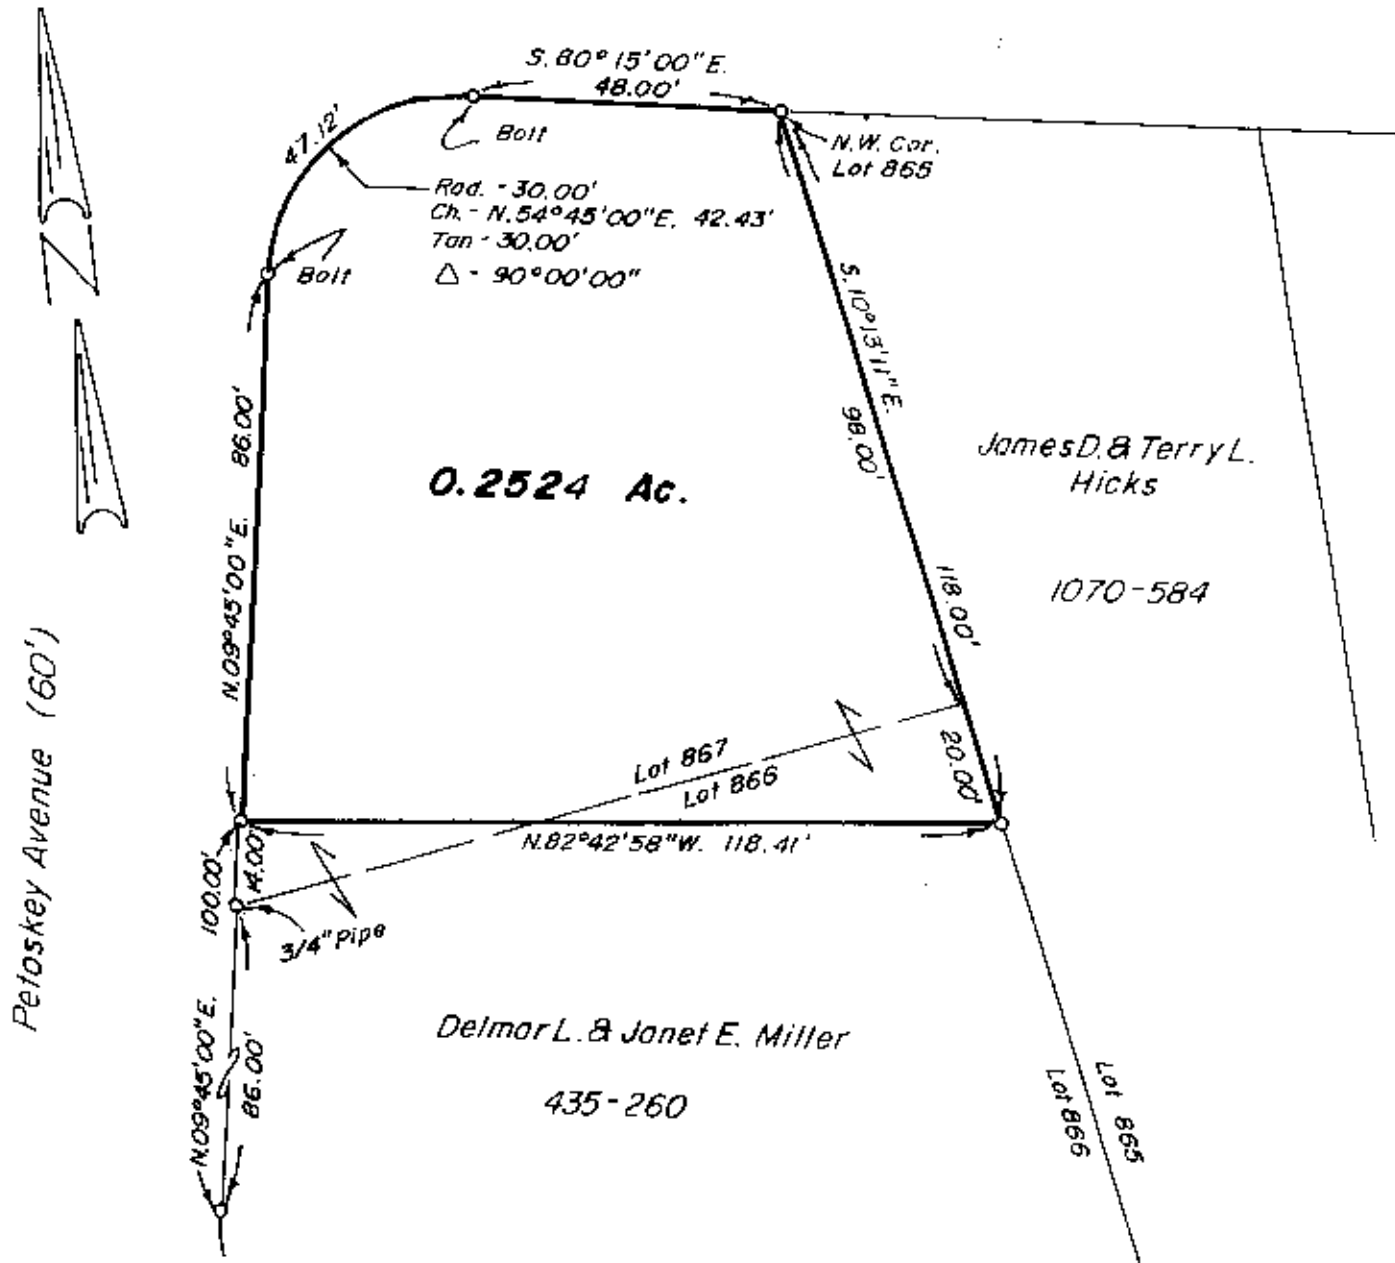 S. 80° 15' 00" E.
48.00'
47.12'
Bolt
N.W. Cor.
Lot 865
Rad. - 30.00'
Ch. - N. 54° 45' 00" E. 42.43'
Tan - 30.00'
△ - 90° 00' 00"
Bolt
S. 10° 13' 11" E.
98.00'
86.00'
N. 09° 45' 00" E.
0.2524 Ac.
James D. & Terry L.
Hicks
1070-584
118.00'
20.00'
Petoskey Avenue (60')
Lot 867
Lot 866
N. 82° 42' 58" W. 118.41'
100.00'
14.00'
3/4" Pipe
N. 09° 45' 00" E.
86.00'
Delmar L. & Janet E. Miller
435-260
Lot 865
Lot 866
N